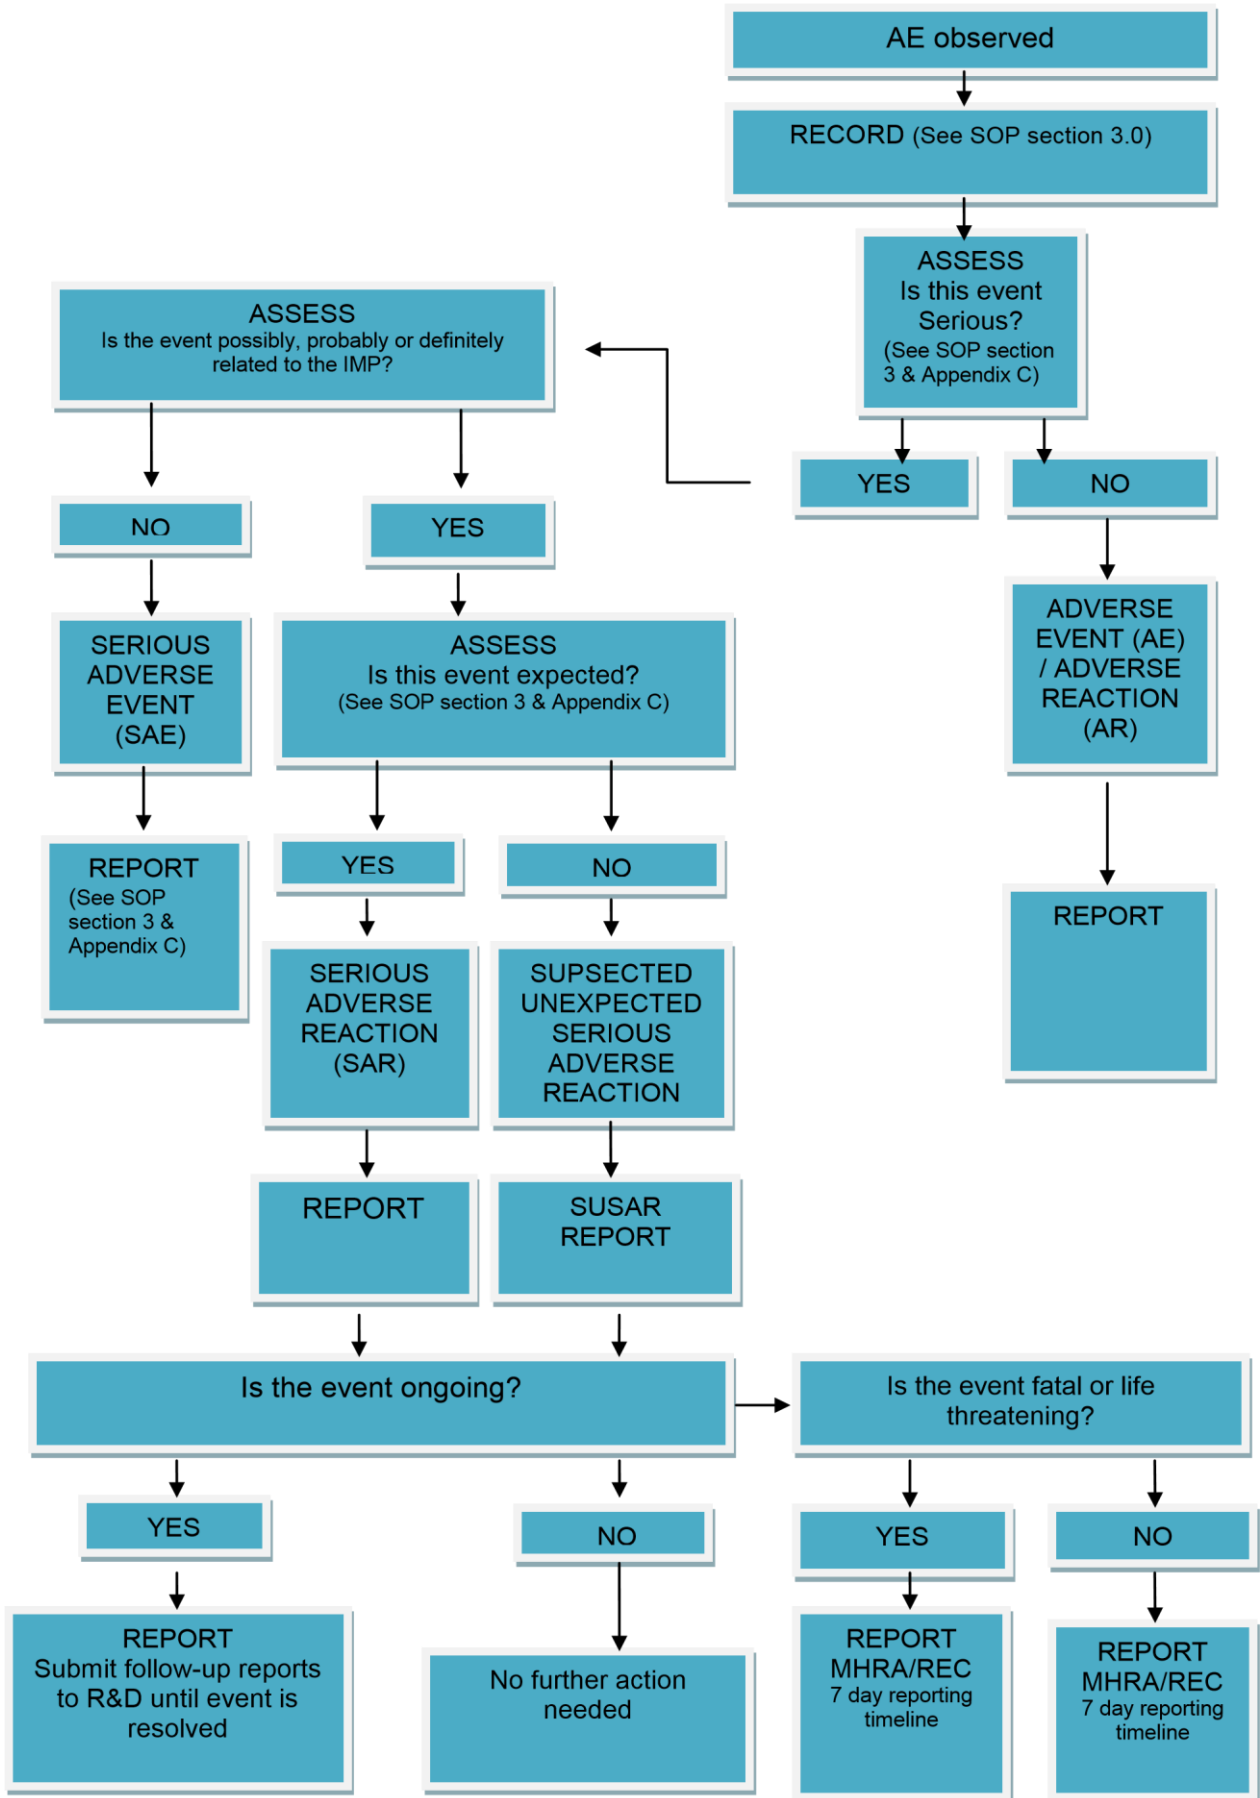 AE observed
RECORD (See SOP section 3.0)
ASSESS
Is this event
Serious?
(See SOP section
3 & Appendix C)
YES
NO
ADVERSE
EVENT (AE)
/ ADVERSE
REACTION
(AR)
REPORT
ASSESS
Is the event possibly, probably or definitely
related to the IMP?
NO
YES
SERIOUS
ADVERSE
EVENT
(SAE)
REPORT
(See SOP
section 3 &
Appendix C)
ASSESS
Is this event expected?
(See SOP section 3 & Appendix C)
YES
NO
SERIOUS
ADVERSE
REACTION
(SAR)
SUPSECTED
UNEXPECTED
SERIOUS
ADVERSE
REACTION
REPORT
SUSAR
REPORT
Is the event ongoing?
Is the event fatal or life
threatening?
YES
NO
YES
NO
REPORT
Submit follow-up reports
to R&D until event is
resolved
No further action
needed
REPORT
MHRA/REC
7 day reporting
timeline
REPORT
MHRA/REC
7 day reporting
timeline